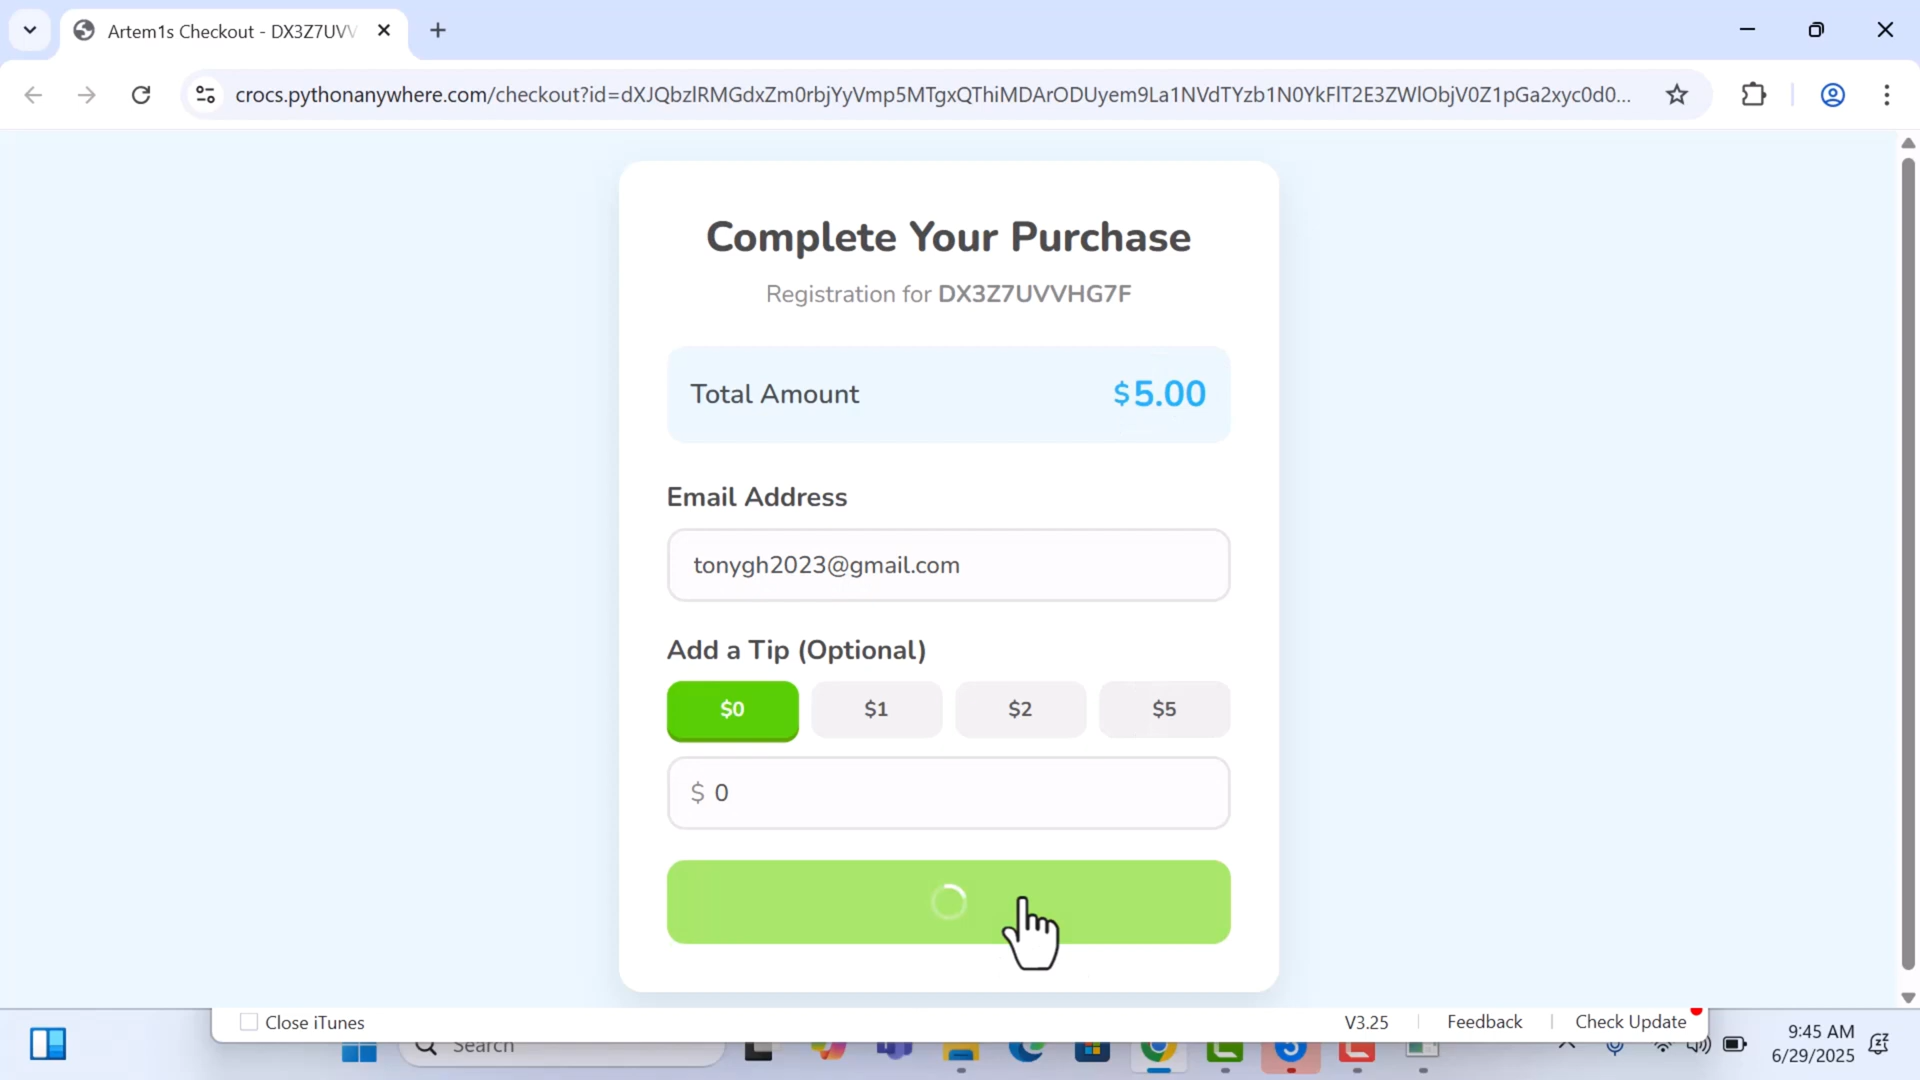 Artem1s Checkout - DX3Z7UVV
crocs.pythonanywhere.com/checkout?id=dXJQbzlRMGdxZm0rbjYyVmp5MTgxQThiMDArODUyem9La1NVdTYzb1N0YkFlT2E3ZWlObjV0Z1pGa2xyc0d0...
Complete Your Purchase
Registration for DX3Z7UVVHG7F
Total Amount $5.00
Email Address
tonygh2023@gmail.com
Add a Tip (Optional)
$0 $1 $2 $5
$ 0
Close iTunes V3.25 Feedback Check Update
Search
9:45 AM
6/29/2025